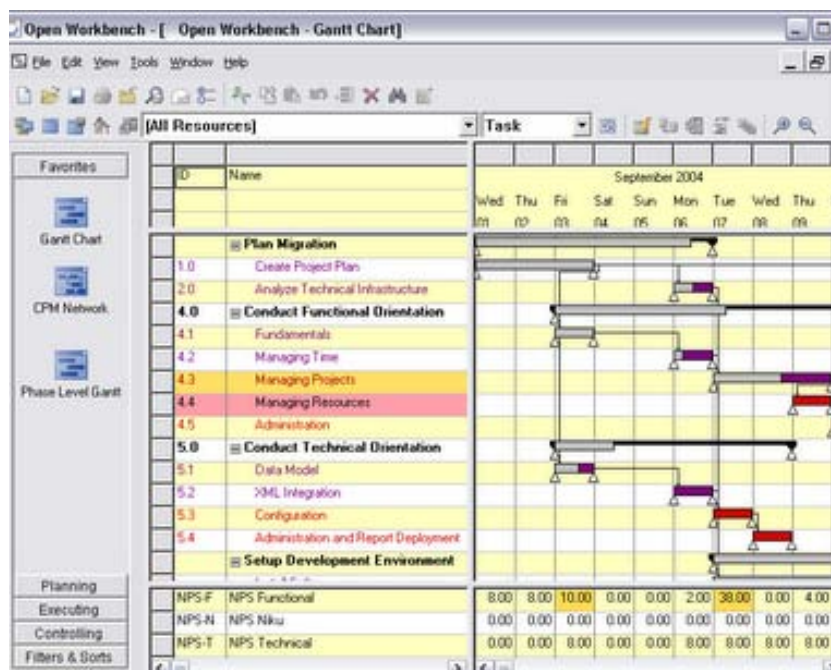 Open Workbench - [ Open Workbench - Gantt Chart]
File Edit View Tools Window Help
[All Resources] Task
Favorites
Gantt Chart
CPM Network
Phase Level Gantt
Planning
Executing
Controlling
Filters & Sorts
ID Name September 2004
Wed Thu Fri Sat Sun Mon Tue Wed Thu
01 02 03 04 05 06 07 08 09
Plan Migration
1.0 Create Project Plan
2.0 Analyze Technical Infrastructure
4.0 Conduct Functional Orientation
4.1 Fundamentals
4.2 Managing Time
4.3 Managing Projects
4.4 Managing Resources
4.5 Administration
5.0 Conduct Technical Orientation
5.1 Data Model
5.2 XML Integration
5.3 Configuration
5.4 Administration and Report Deployment
Setup Development Environment
NPS-F NPS Functional 8.00 8.00 10.00 0.00 0.00 2.00 38.00 0.00 4.00
NPS-N NPS Niku 0.00 0.00 0.00 0.00 0.00 0.00 0.00 0.00 0.00
NPS-T NPS Technical 0.00 0.00 8.00 0.00 0.00 8.00 8.00 8.00 0.00